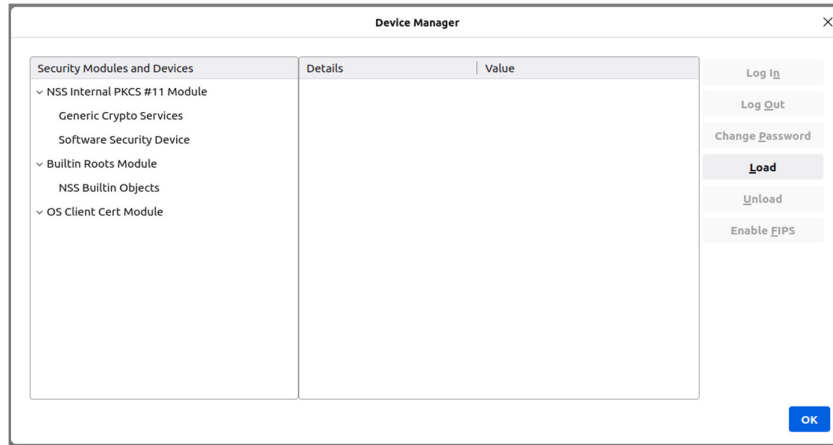 Device Manager
Security Modules and Devices
Details
Value
NSS Internal PKCS #11 Module
Generic Crypto Services
Software Security Device
Builtin Roots Module
NSS Builtin Objects
OS Client Cert Module
Log In
Log Out
Change Password
Load
Unload
Enable FIPS
OK